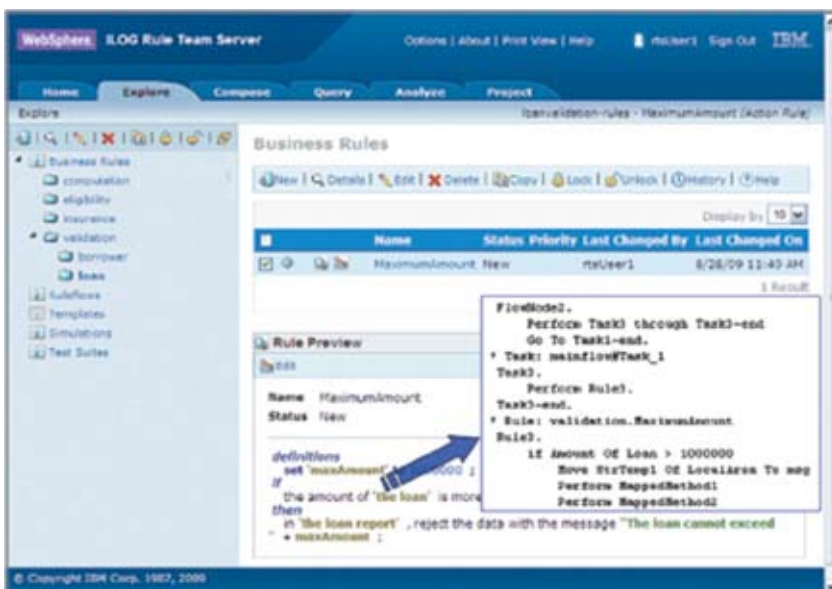 WebSphere ILOG Rule Team Server
Options | About | Print View | Help
rtsUser1 Sign Out IBM
Home Explore Compose Query Analyze Project
Explore
loanvalidation-rules - MaximumAmount (Action Rule)
Business Rules
computation
eligibility
insurance
validation
borrower
loan
Ruleflows
Templates
Simulations
Test Suites
Business Rules
New | Details | Edit | Delete | Copy | Lock | Unlock | History | Help
Display by 10
Name Status Priority Last Changed By Last Changed On
MaximumAmount New rtsUser1 8/28/09 11:43 AM
1 Result
Rule Preview
Edit
Name MaximumAmount
Status New
definitions
set 'maxAmount'
if
the amount of 'the loan' is more
then
in 'the loan report' , reject the data with the message "The loan cannot exceed
" + maxAmount ;
FlowNode2.
Perform Task3 through Task3-end
Go To Task1-end.
* Task: mainflow#Task_1
Task3.
Perform Rule3.
Task3-end.
* Rule: validation.MaximumAmount
Rule3.
if Amount Of Loan > 1000000
Move StrTemp1 Of LocalArea To msg
Perform MappedMethod1
Perform MappedMethod2
© Copyright IBM Corp. 1987, 2009